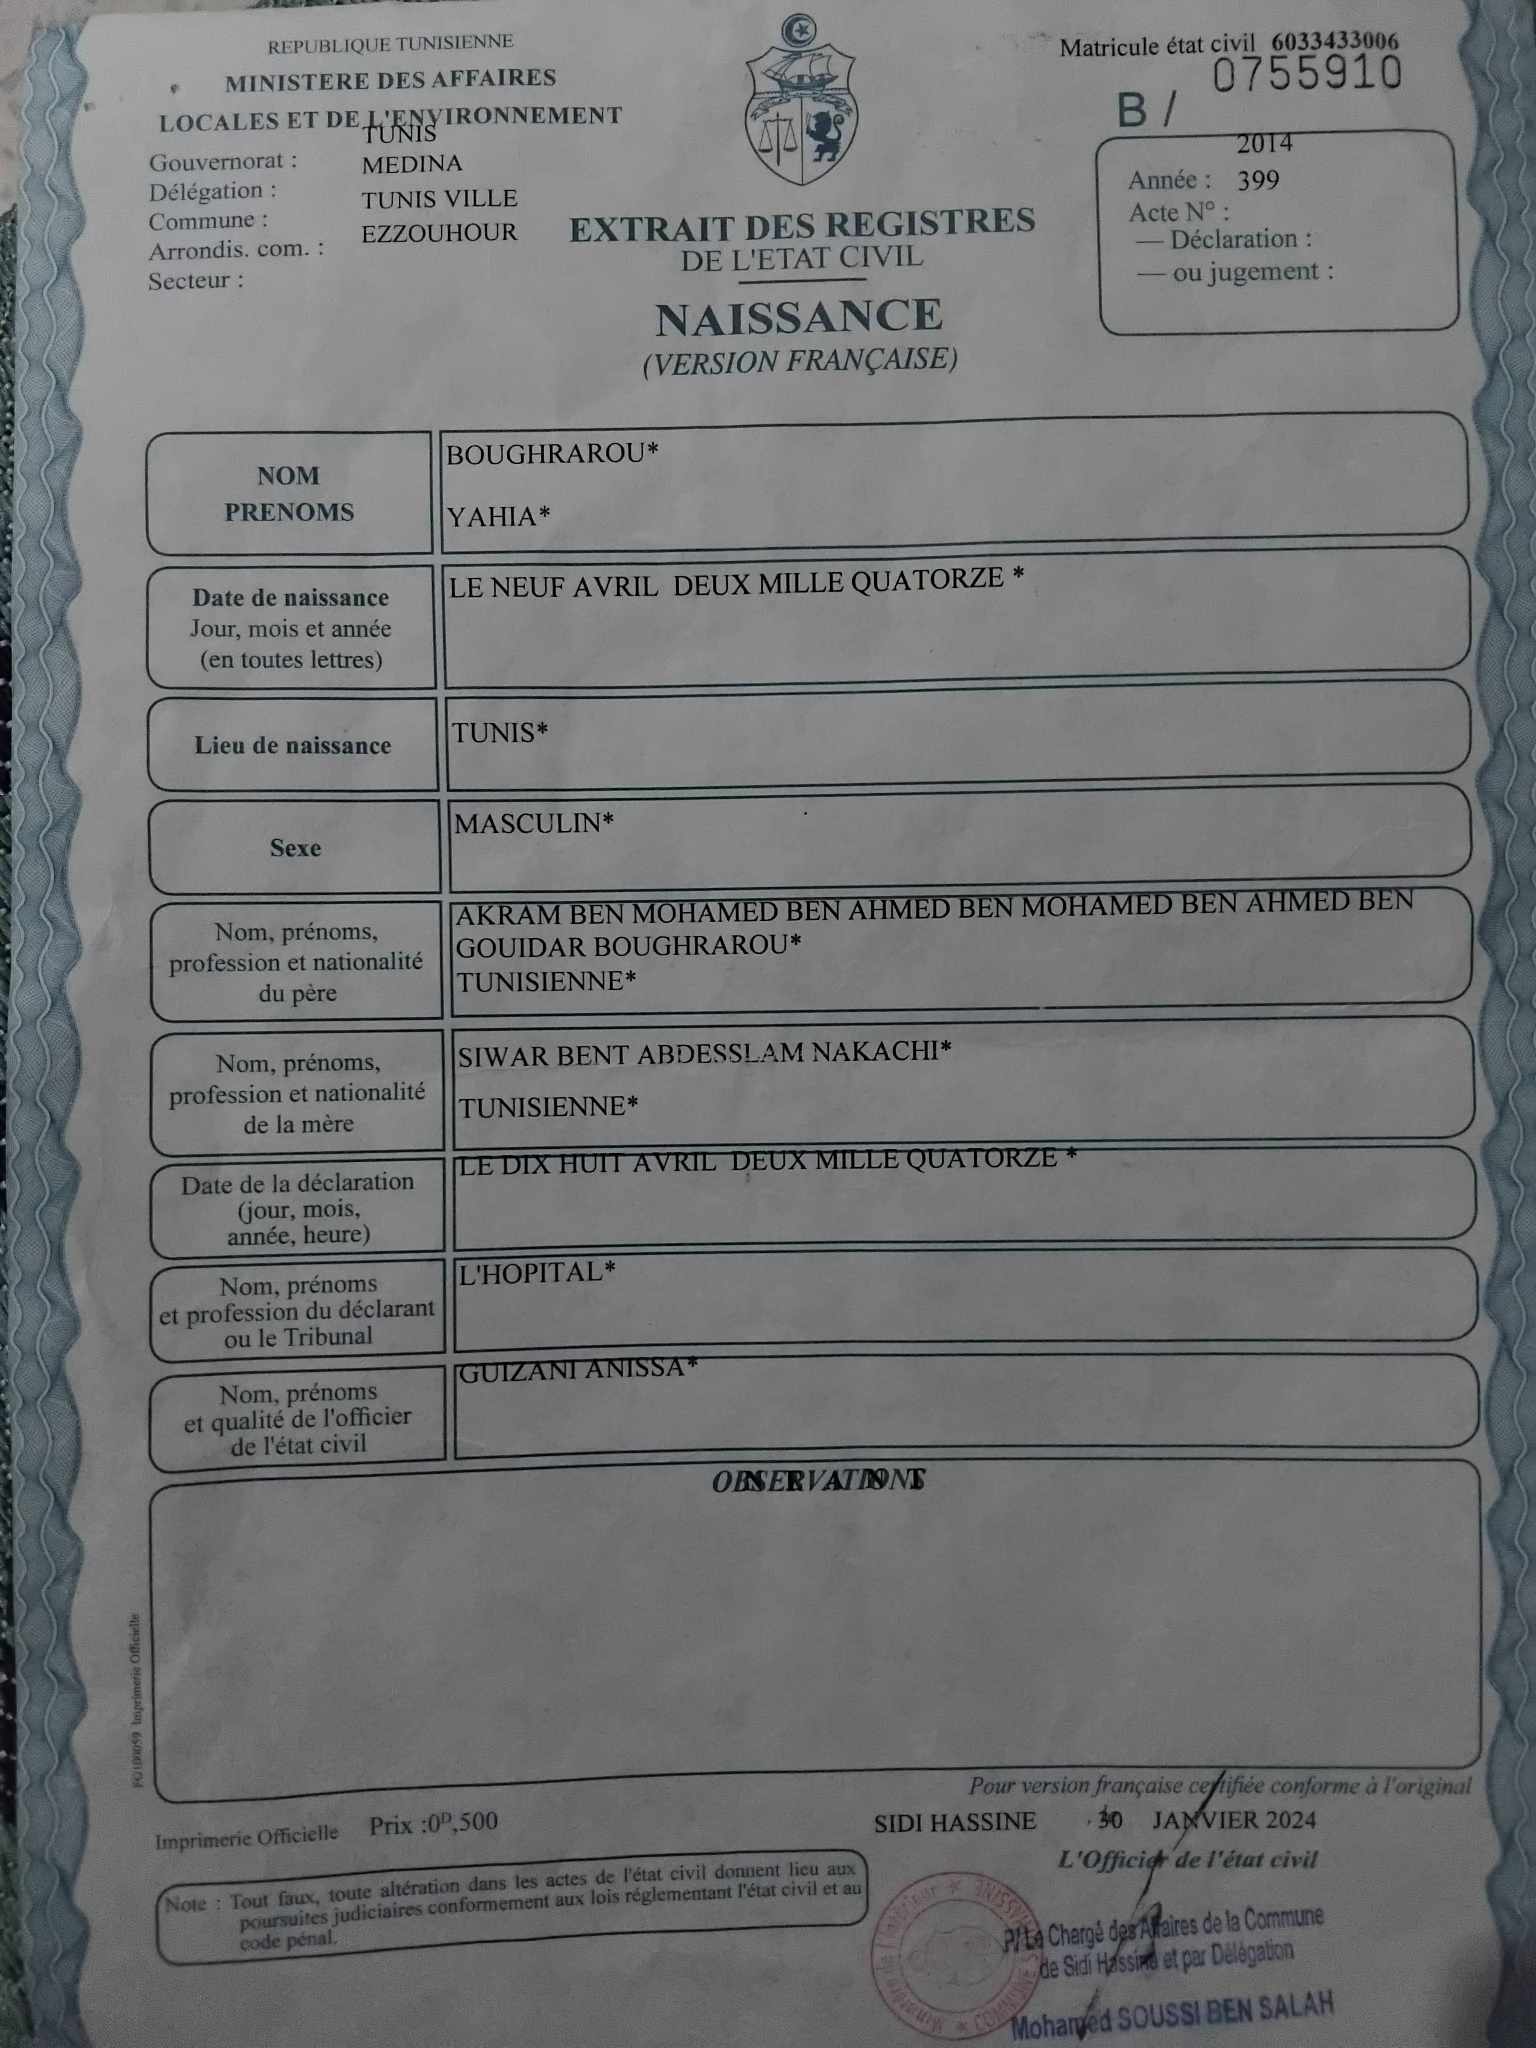 REPUBLIQUE TUNISIENNE
MINISTERE DES AFFAIRES
LOCALES ET DE L'ENVIRONNEMENT
Gouvernorat : TUNIS
Délégation : MEDINA
Commune : TUNIS VILLE
Arrondis. com. : EZZOUHOUR
Secteur :
EXTRAIT DES REGISTRES
DE L'ETAT CIVIL
NAISSANCE
(VERSION FRANÇAISE)
Matricule état civil 6033433006
B / 0755910
Année : 2014
Acte N° : 399
— Déclaration :
— ou jugement :
NOM
PRENOMS
BOUGHRAROU*
YAHIA*
Date de naissance
Jour, mois et année
(en toutes lettres)
LE NEUF AVRIL DEUX MILLE QUATORZE *
Lieu de naissance
TUNIS*
Sexe
MASCULIN*
Nom, prénoms,
profession et nationalité
du père
AKRAM BEN MOHAMED BEN AHMED BEN MOHAMED BEN AHMED BEN
GOUIDAR BOUGHRAROU*
TUNISIENNE*
Nom, prénoms,
profession et nationalité
de la mère
SIWAR BENT ABDESSLAM NAKACHI*
TUNISIENNE*
Date de la déclaration
(jour, mois,
année, heure)
LE DIX HUIT AVRIL DEUX MILLE QUATORZE *
Nom, prénoms
et profession du déclarant
ou le Tribunal
L'HOPITAL*
Nom, prénoms
et qualité de l'officier
de l'état civil
GUIZANI ANISSA*
OBSERVATIONS
Imprimerie Officielle
Pour version française certifiée conforme à l'original
Imprimerie Officielle Prix :0ᴰ,500
SIDI HASSINE 30 JANVIER 2024
L'Officier de l'état civil
Note : Tout faux, toute altération dans les actes de l'état civil donnent lieu aux
poursuites judiciaires conformement aux lois réglementant l'état civil et au
code pénal.
P/ Le Chargé des Affaires de la Commune
de Sidi Hassine et par Délégation
Mohamed SOUSSI BEN SALAH